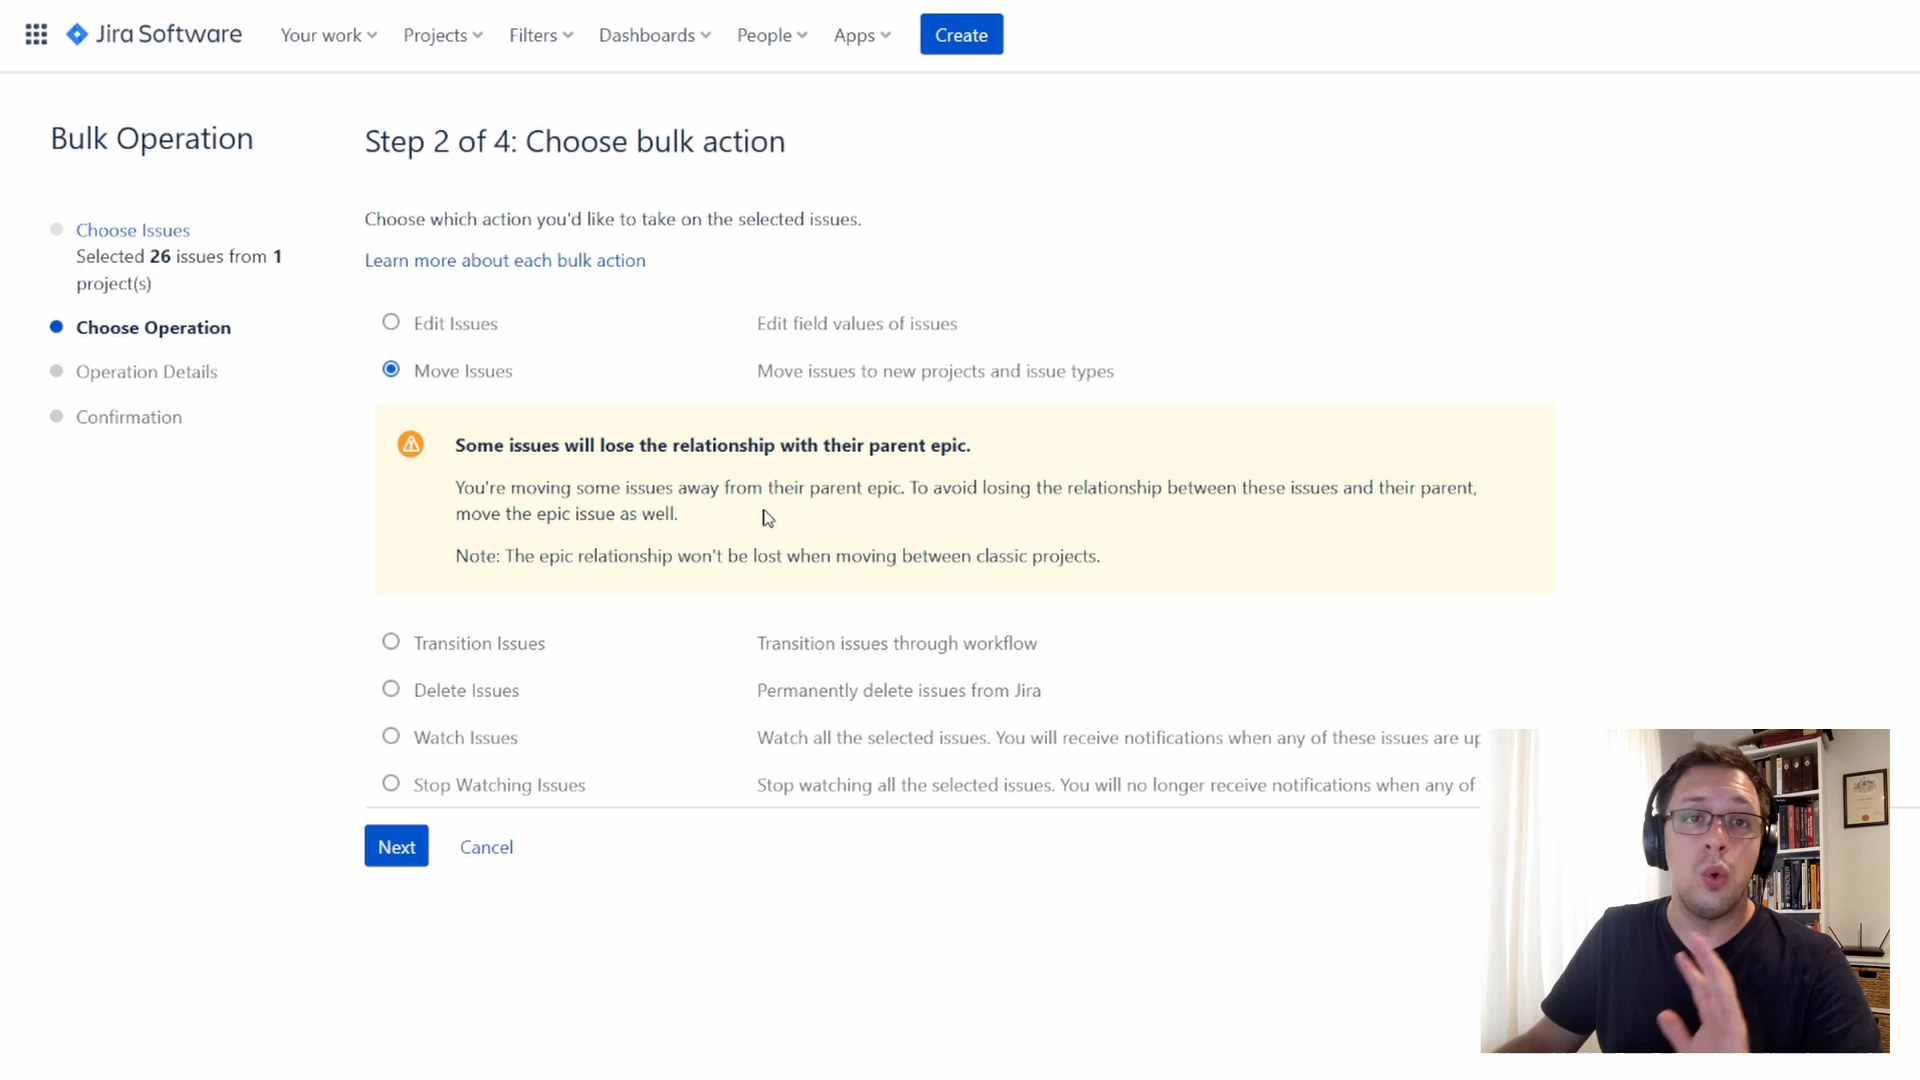 Jira Software
Your work
Projects
Filters
Dashboards
People
Apps
Create
Bulk Operation
Choose Issues
Selected 26 issues from 1
project(s)
Choose Operation
Operation Details
Confirmation
Step 2 of 4: Choose bulk action
Choose which action you'd like to take on the selected issues.
Learn more about each bulk action
Edit Issues
Edit field values of issues
Move Issues
Move issues to new projects and issue types
Some issues will lose the relationship with their parent epic.
You're moving some issues away from their parent epic. To avoid losing the relationship between these issues and their parent,
move the epic issue as well.
Note: The epic relationship won't be lost when moving between classic projects.
Transition Issues
Transition issues through workflow
Delete Issues
Permanently delete issues from Jira
Watch Issues
Watch all the selected issues. You will receive notifications when any of these issues are up
Stop Watching Issues
Stop watching all the selected issues. You will no longer receive notifications when any of
Next
Cancel